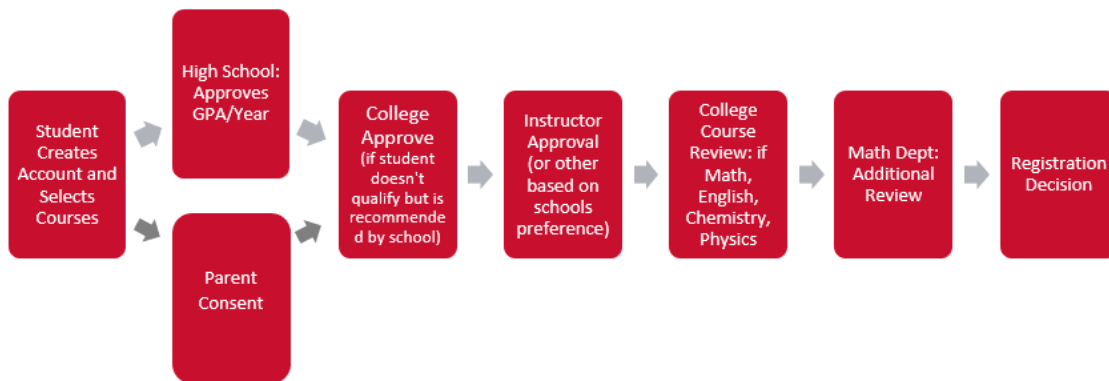 Student
Creates
Account and
Selects
Courses
High School:
Approves
GPA/Year
Parent
Consent
College
Approve
(if student
doesn't
qualify but is
recommende
d by school)
Instructor
Approval
(or other
based on
schools
preference)
College
Course
Review: if
Math,
English,
Chemistry,
Physics
Math Dept:
Additional
Review
Registration
Decision